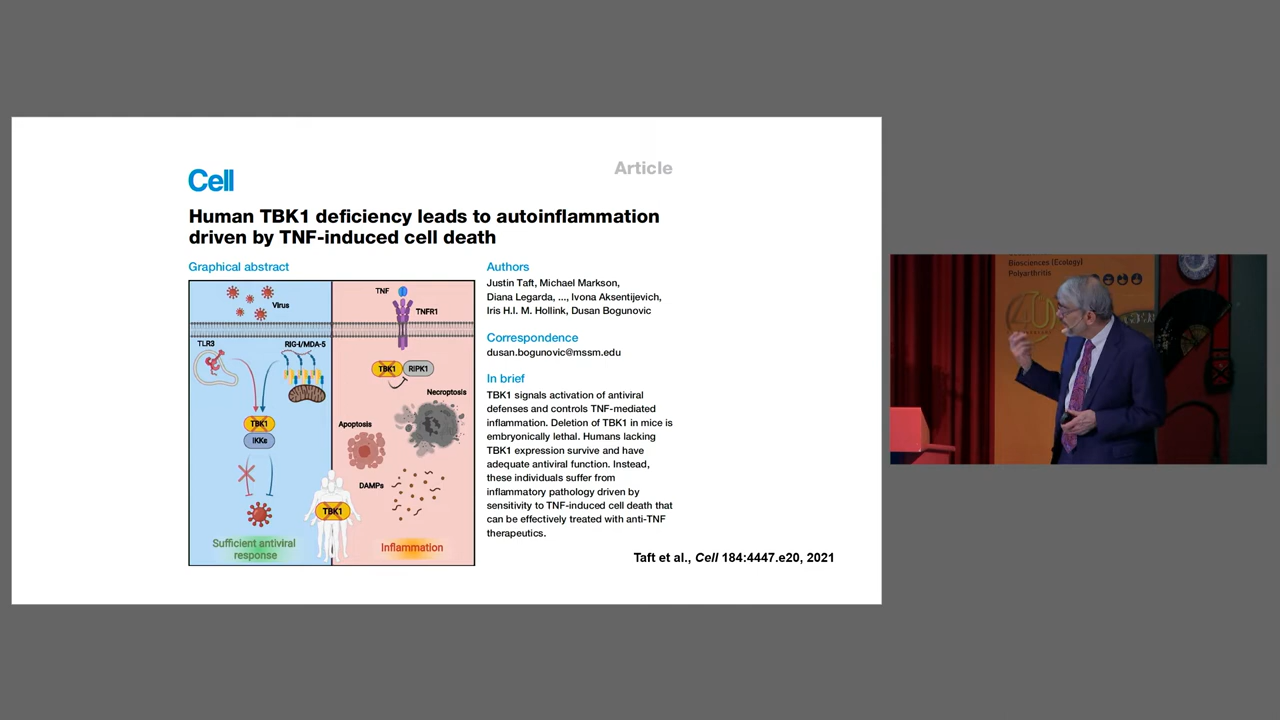 Article
Cell
Human TBK1 deficiency leads to autoinflammation
driven by TNF-induced cell death
Graphical abstract
Virus
TLR3
RIG-I/MDA-5
TBK1
IKKs
Sufficient antiviral
response
TNF
TNFR1
TBK1
RIPK1
Necroptosis
Apoptosis
DAMPs
TBK1
Inflammation
Authors
Justin Taft, Michael Markson,
Diana Legarda, ..., Ivona Aksentijevich,
Iris H.I. M. Hollink, Dusan Bogunovic
Correspondence
dusan.bogunovic@mssm.edu
In brief
TBK1 signals activation of antiviral
defenses and controls TNF-mediated
inflammation. Deletion of TBK1 in mice is
embryonically lethal. Humans lacking
TBK1 expression survive and have
adequate antiviral function. Instead,
these individuals suffer from
inflammatory pathology driven by
sensitivity to TNF-induced cell death that
can be effectively treated with anti-TNF
therapeutics.
Taft et al., Cell 184:4447.e20, 2021
Biosciences (Ecology)
Polyarthritis